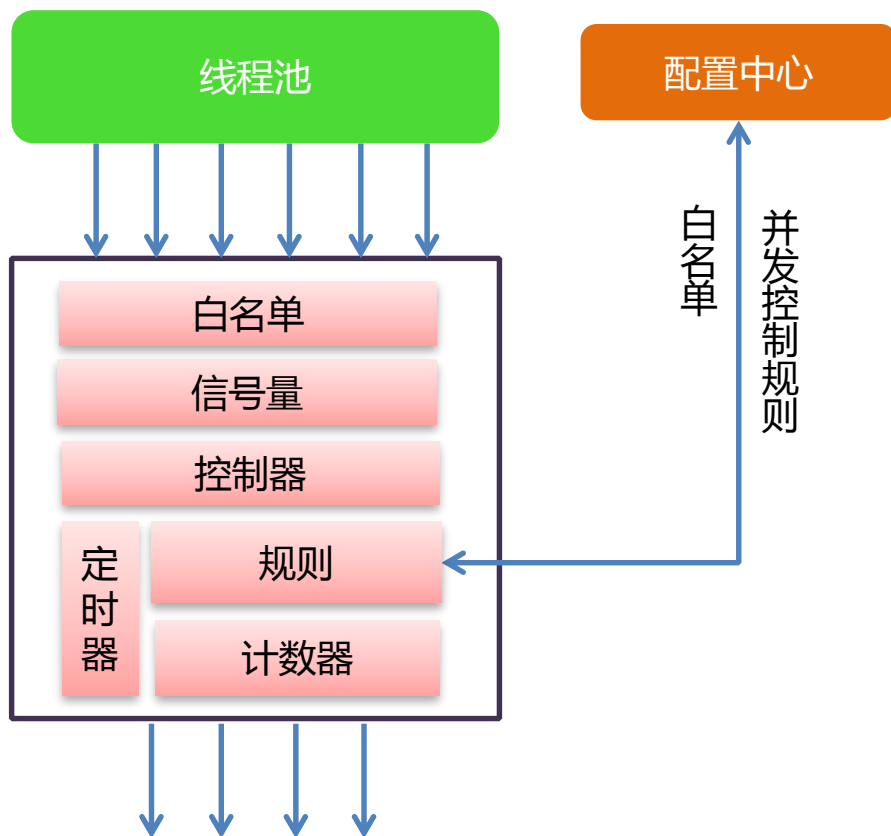 线程池
配置中心
白名单
并发控制规则
白名单
信号量
控制器
定时器
规则
计数器